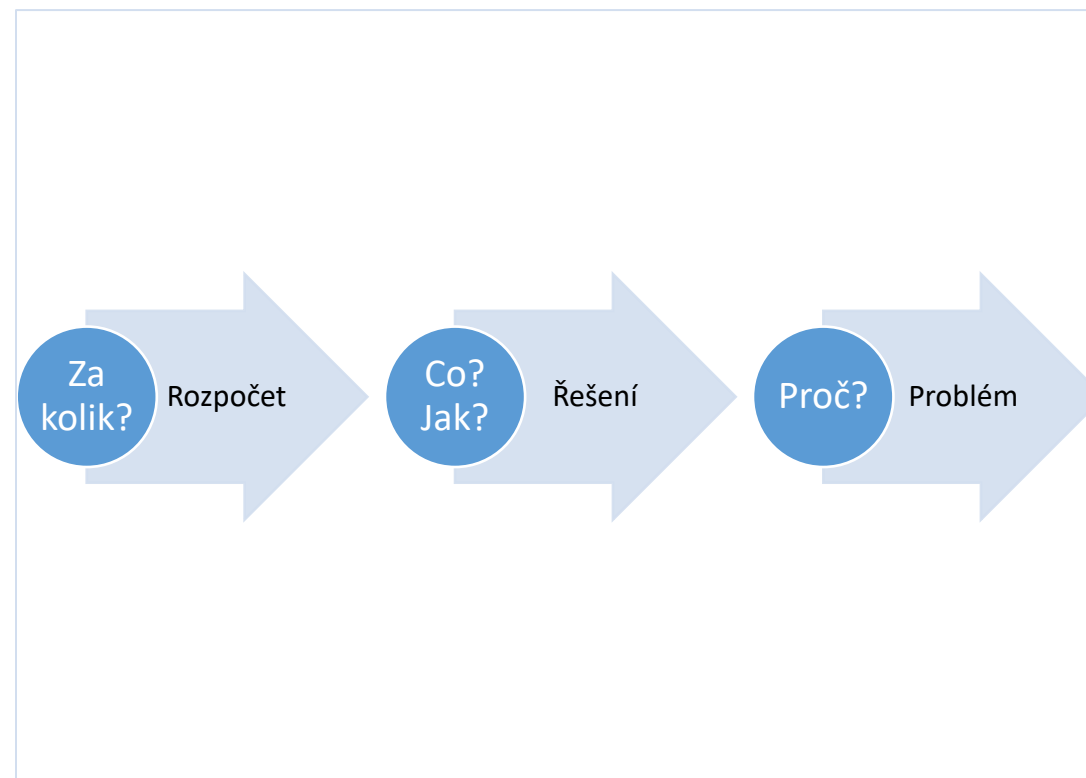 Za
kolik?
Rozpočet
Co?
Jak?
Řešení
Proč?
Problém